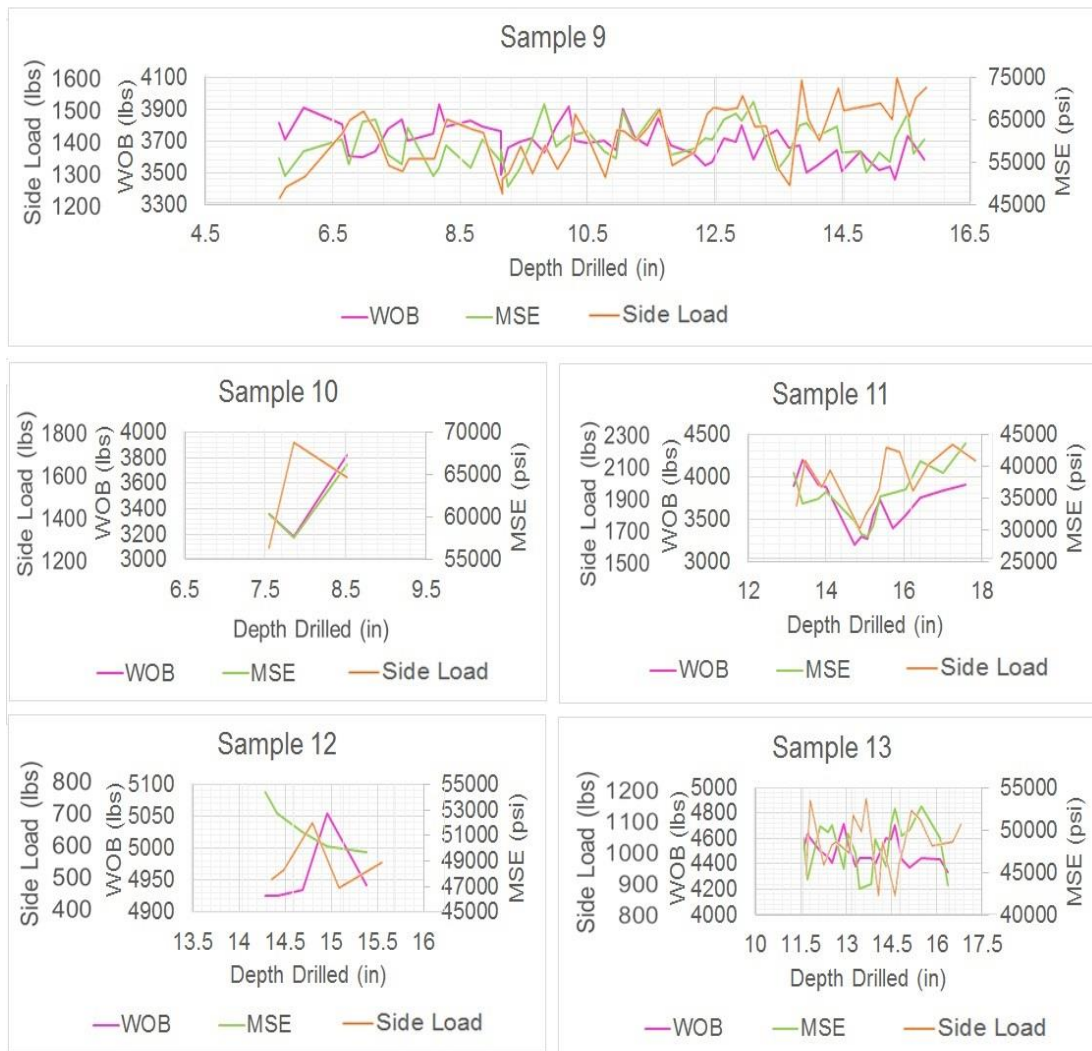 Sample 9
Side Load (lbs)
1600
1500
1400
1300
1200
WOB (lbs)
4100
3900
3700
3500
3300
75000
65000
55000
45000
MSE (psi)
4.5 6.5 8.5 10.5 12.5 14.5 16.5
Depth Drilled (in)
WOB MSE Side Load
Sample 10
Side Load (lbs)
1800
1600
1400
1200
WOB (lbs)
4000
3800
3600
3400
3200
3000
70000
65000
60000
55000
MSE (psi)
6.5 7.5 8.5 9.5
Depth Drilled (in)
WOB MSE Side Load
Sample 11
Side Load (lbs)
2300
2100
1900
1700
1500
WOB (lbs)
4500
4000
3500
3000
45000
40000
35000
30000
25000
MSE (psi)
12 14 16 18
Depth Drilled (in)
WOB MSE Side Load
Sample 12
Side Load (lbs)
800
700
600
500
400
WOB (lbs)
5100
5050
5000
4950
4900
55000
53000
51000
49000
47000
45000
MSE (psi)
13.5 14 14.5 15 15.5 16
Depth Drilled (in)
WOB MSE Side Load
Sample 13
Side Load (lbs)
1200
1100
1000
900
800
WOB (lbs)
5000
4800
4600
4400
4200
4000
55000
50000
45000
40000
MSE (psi)
10 11.5 13 14.5 16 17.5
Depth Drilled (in)
WOB MSE Side Load